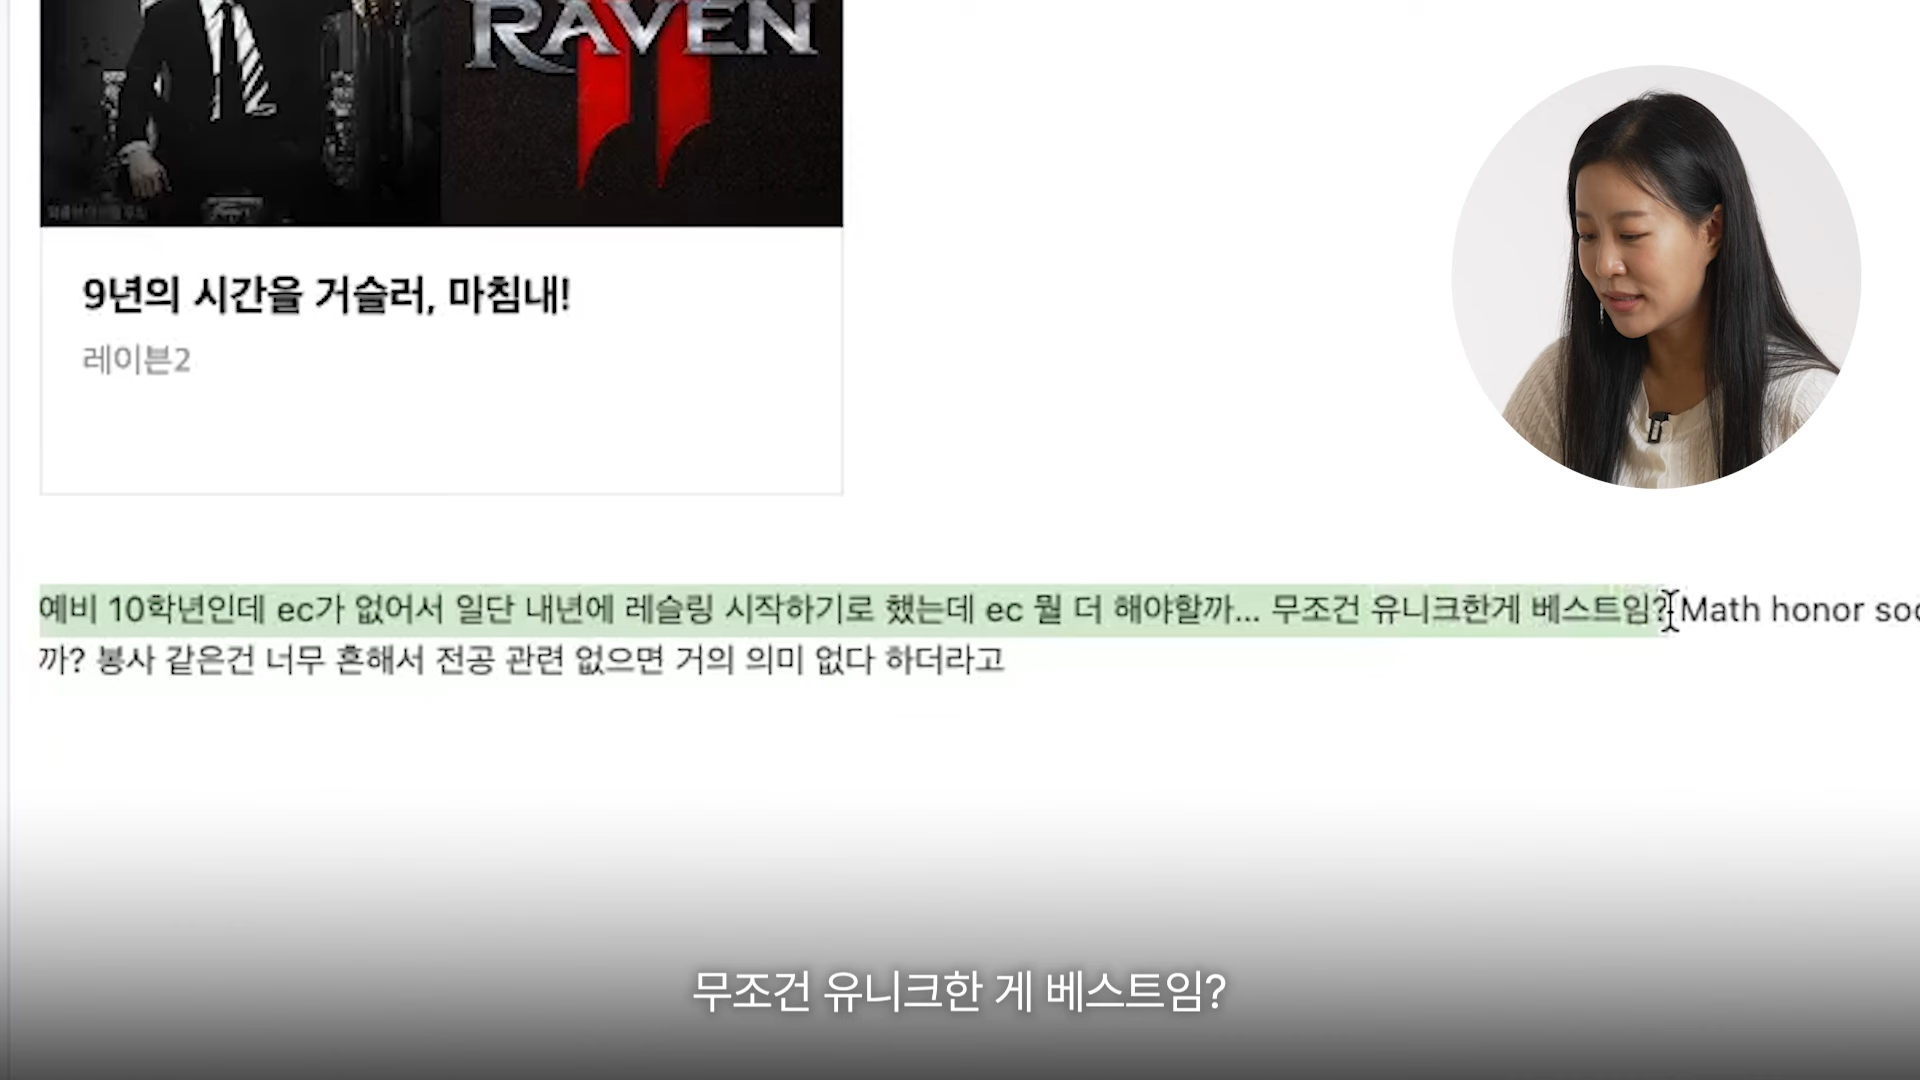 RAVEN
9년의 시간을 거슬러, 마침내!
레이븐2
예비 10학년인데 ec가 없어서 일단 내년에 레슬링 시작하기로 했는데 ec 뭘 더 해야할까... 무조건 유니크한게 베스트임? Math honor soc
까? 봉사 같은건 너무 흔해서 전공 관련 없으면 거의 의미 없다 하더라고
무조건 유니크한 게 베스트임?